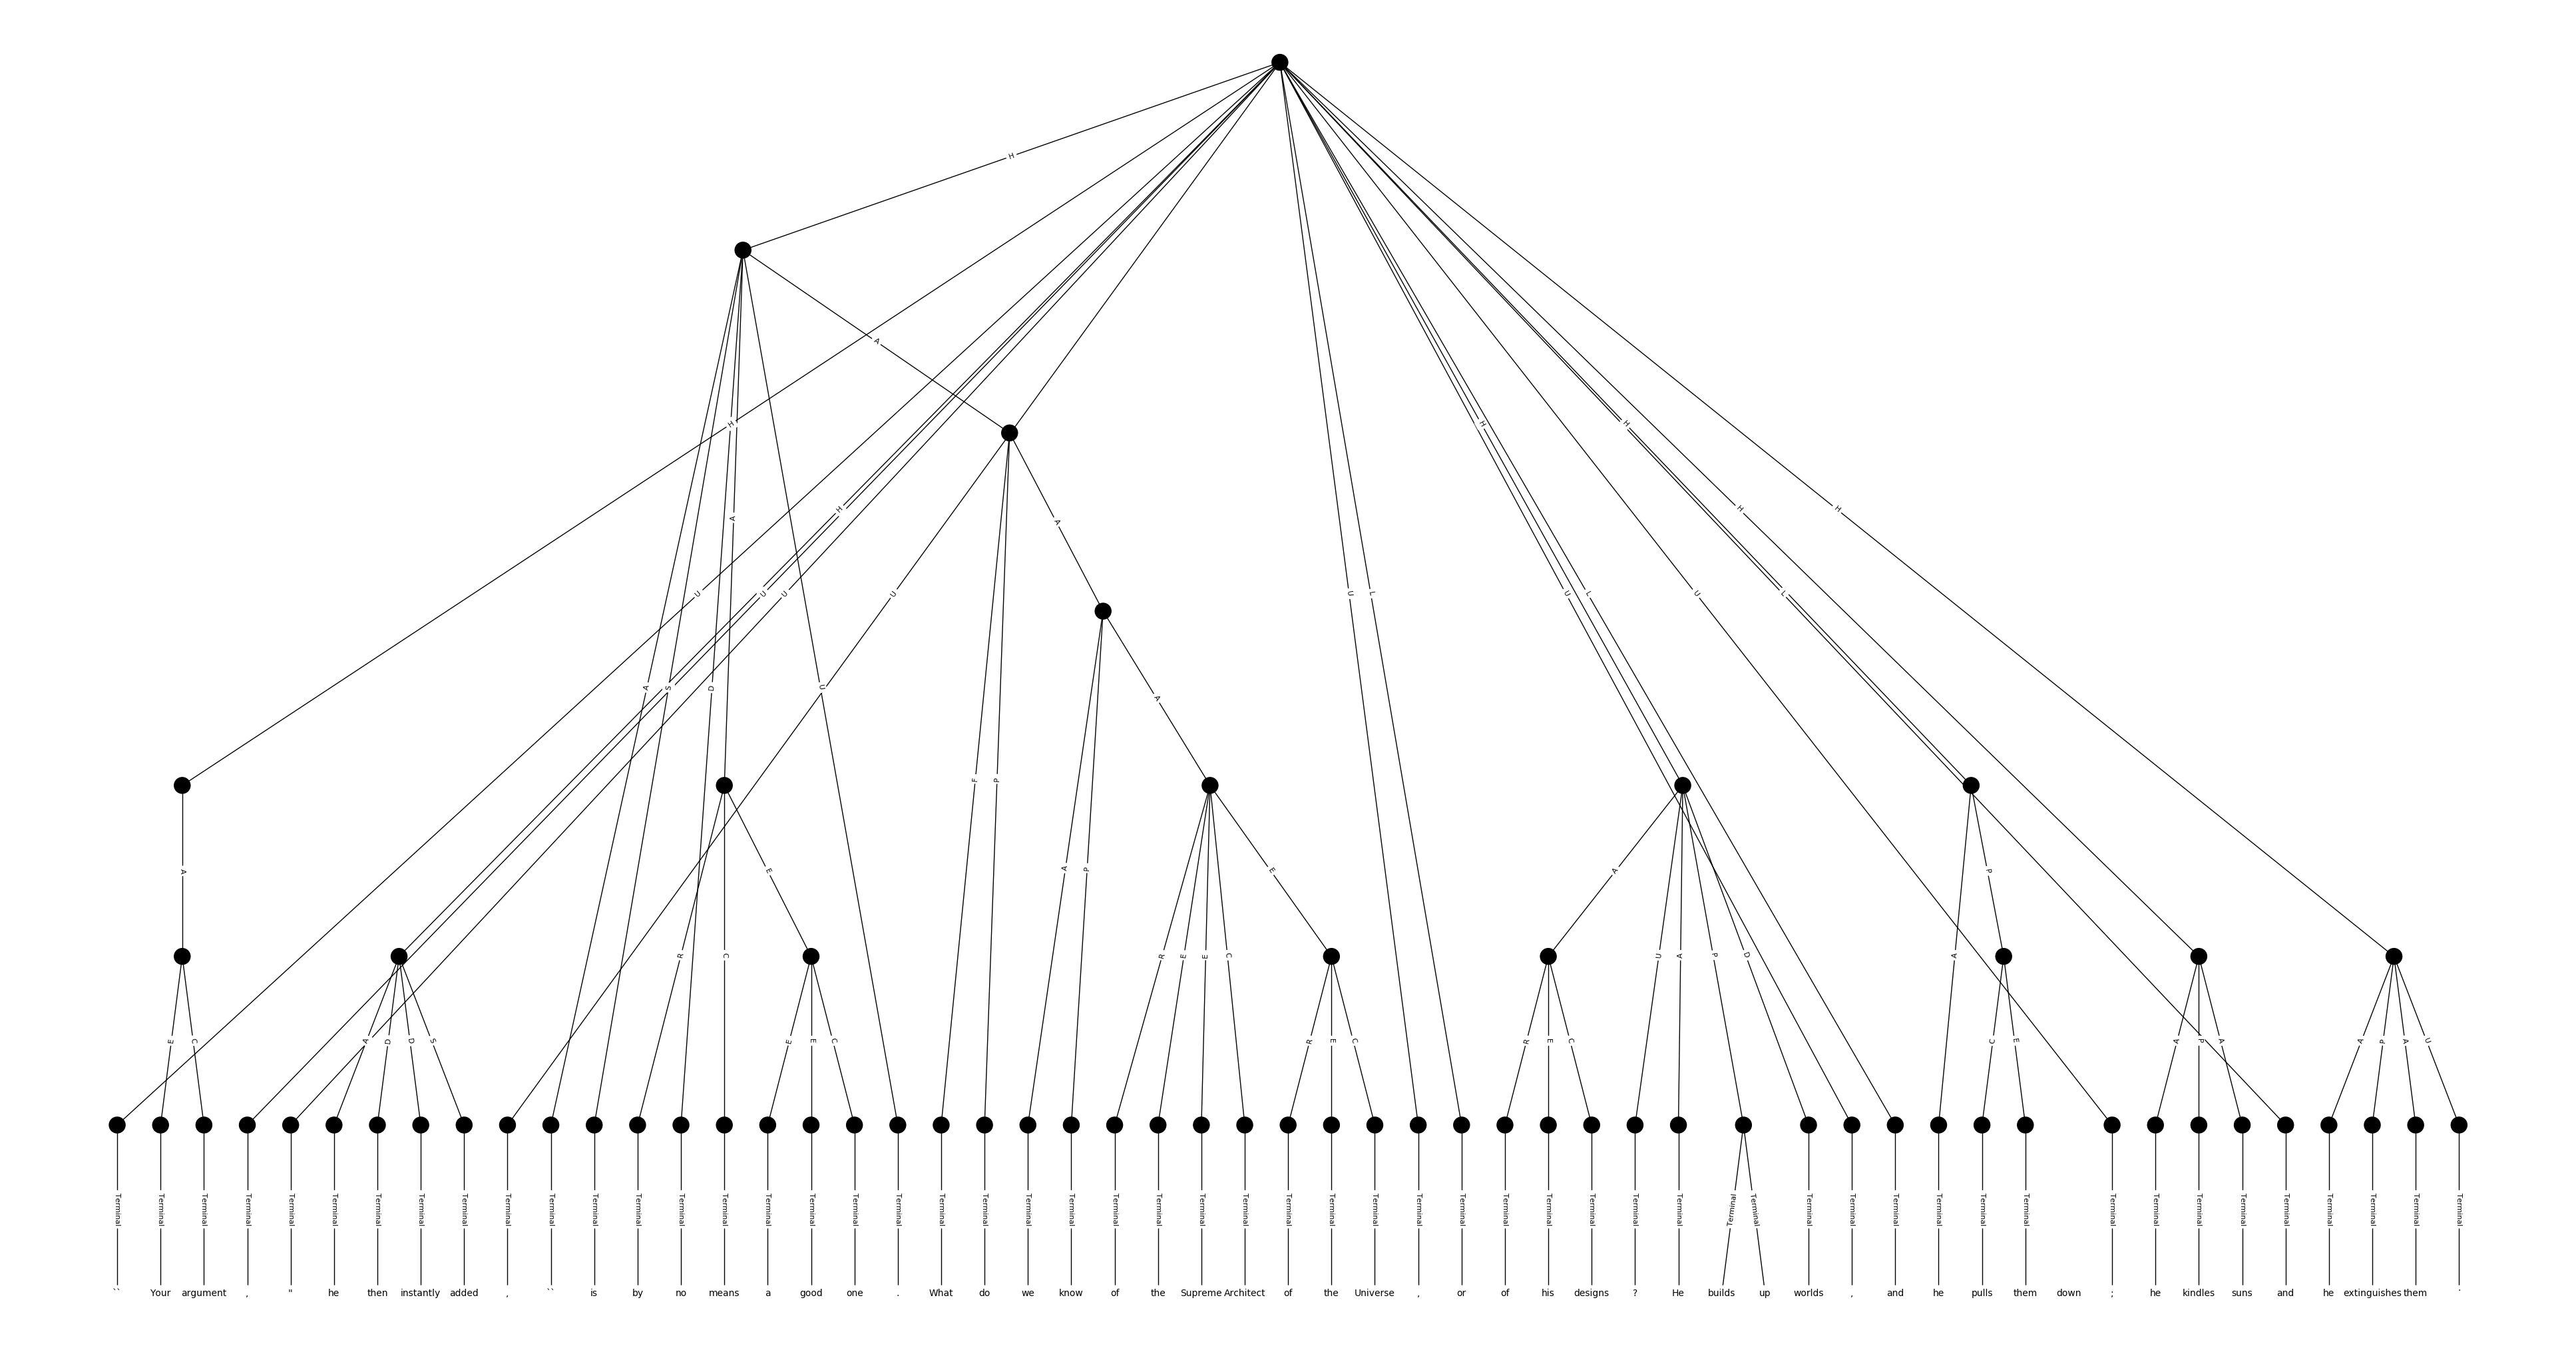 H
A
H A
H H H
A A H H
U U U U U U L U L U L
A S D U
F P A
A E A P E A P
R C R E E C U A P D A
E C A D D S E E C R E C R E C C E A P A A P A U
Terminal Terminal Terminal Terminal Terminal Terminal Terminal Terminal Terminal Terminal Terminal Terminal Terminal Terminal Terminal Terminal Terminal Terminal Terminal Terminal Terminal Terminal Terminal Terminal Terminal Terminal Terminal Terminal Terminal Terminal Terminal Terminal Terminal Terminal Terminal Terminal Terminal Terminal Terminal Terminal Terminal Terminal Terminal Terminal Terminal Terminal Terminal Terminal Terminal Terminal Terminal Terminal Terminal Terminal
`` Your argument , " he then instantly added , `` is by no means a good one . What do we know of the Supreme Architect of the Universe , or of his designs ? He builds up worlds , and he pulls them down ; he kindles suns and he extinguishes them '